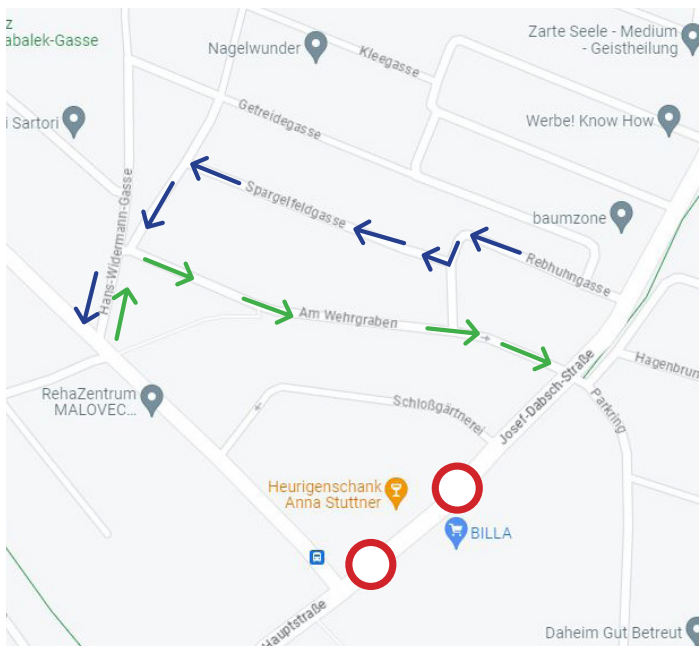 z
abalek-Gasse
Nagelwunder
Kleegasse
Zarte Seele - Medium
- Geistheilung
i Sartori
Getreidegasse
Werbe! Know How
Spargelfeldgasse
baumzone
Hans-Widermann-Gasse
Rebhuhngasse
Am Wehrgraben
Hagenbrun
RehaZentrum
MALOVEC...
Schloßgärtnerei
Josef-Dabsch-Straße
Parkring
Heurigenschank
Anna Stuttner
BILLA
Hauptstraße
Daheim Gut Betreut